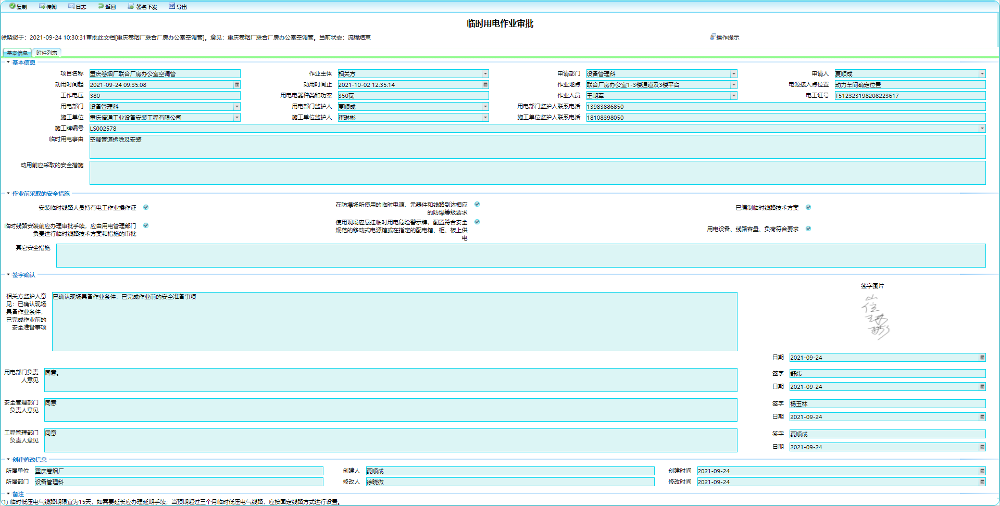 复制 传阅 日志 返回 签名下发 导出
临时用电作业审批
徐晓微于：2021-09-24 10:30:31审批此文档[重庆卷烟厂联合厂房办公室空调管]。意见：重庆卷烟厂联合厂房办公室空调管。当前状态：流程结束 操作提示
基本信息 附件列表
基本信息
项目名称 重庆卷烟厂联合厂房办公室空调管 作业主体 相关方 申请部门 设备管理科 申请人 夏顺成
动用时间起 2021-09-24 09:35:08 动用时间止 2021-10-02 12:35:14 作业地点 联合厂房办公室1-3楼通道及3楼平台 电源接入点位置 动力车间确定位置
工作电压 380 用电电器种类和功率 350瓦 作业人员 王朝军 电工证号 T512323198208223617
用电部门 设备管理科 用电部门监护人 夏顺成 用电部门监护人联系电话 13983886850
施工单位 重庆倍通工业设备安装工程有限公司 施工单位监护人 崔琳彬 施工单位监护人联系电话 18108398050
施工牌编号 LS002578
临时用电事由 空调管道拆除及安装
动用前应采取的安全措施
作业前采取的安全措施
安装临时线路人员持有电工作业操作证
在防爆场所使用的临时电源、元器件和线路到达相应
的防爆等级要求
已编制临时线路技术方案
临时线路安装前应办理审批手续，应由用电管理部门
负责进行临时线路技术方案和措施的审批
使用现场应悬挂临时用电危险警示牌，配置符合安全
规范的移动式电源箱或在指定的配电箱、柜、板上供
电
用电设备、线路容量、负荷符合要求
其它安全措施
签字确认
签字图片
相关方监护人意
见：已确认现场
具备作业条件，
已完成作业前的
安全准备事项
已确认现场具备作业条件，已完成作业前的安全准备事项
崔
琳
彬
日期 2021-09-24
用电部门负责
人意见
同意。
签字 舒炜
日期 2021-09-24
安全管理部门
负责人意见
同意
签字 杨玉林
日期 2021-09-24
工程管理部门
负责人意见
同意
签字 夏顺成
日期 2021-09-24
创建修改信息
所属单位 重庆卷烟厂 创建人 夏顺成 创建时间 2021-09-24
所属部门 设备管理科 修改人 徐晓微 修改时间 2021-09-24
备注
(1) 临时低压电气线路期限宜为15天，如需要延长应办理延期手续；当预期超过三个月临时低压电气线路，应按固定线路方式进行设置。